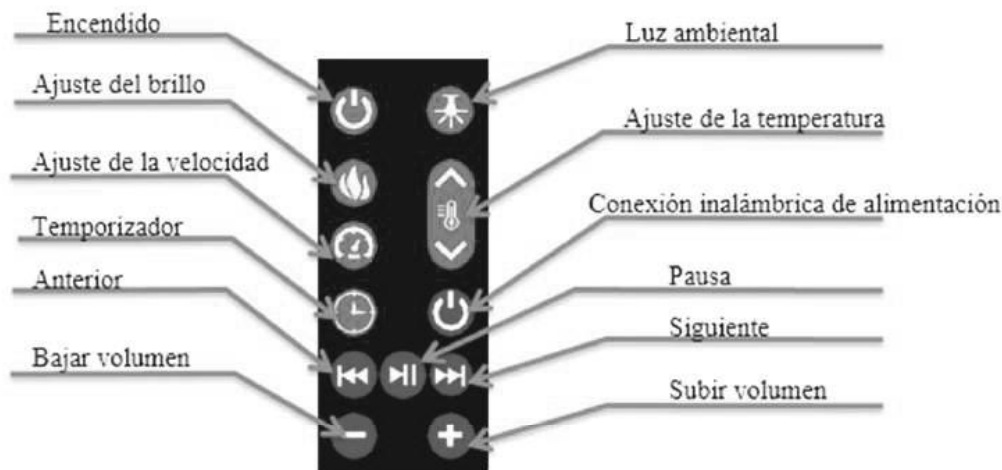 Encendido
Luz ambiental
Ajuste del brillo
Ajuste de la temperatura
Ajuste de la velocidad
Conexión inalámbrica de alimentación
Temporizador
Anterior
Pausa
Siguiente
Bajar volumen
Subir volumen